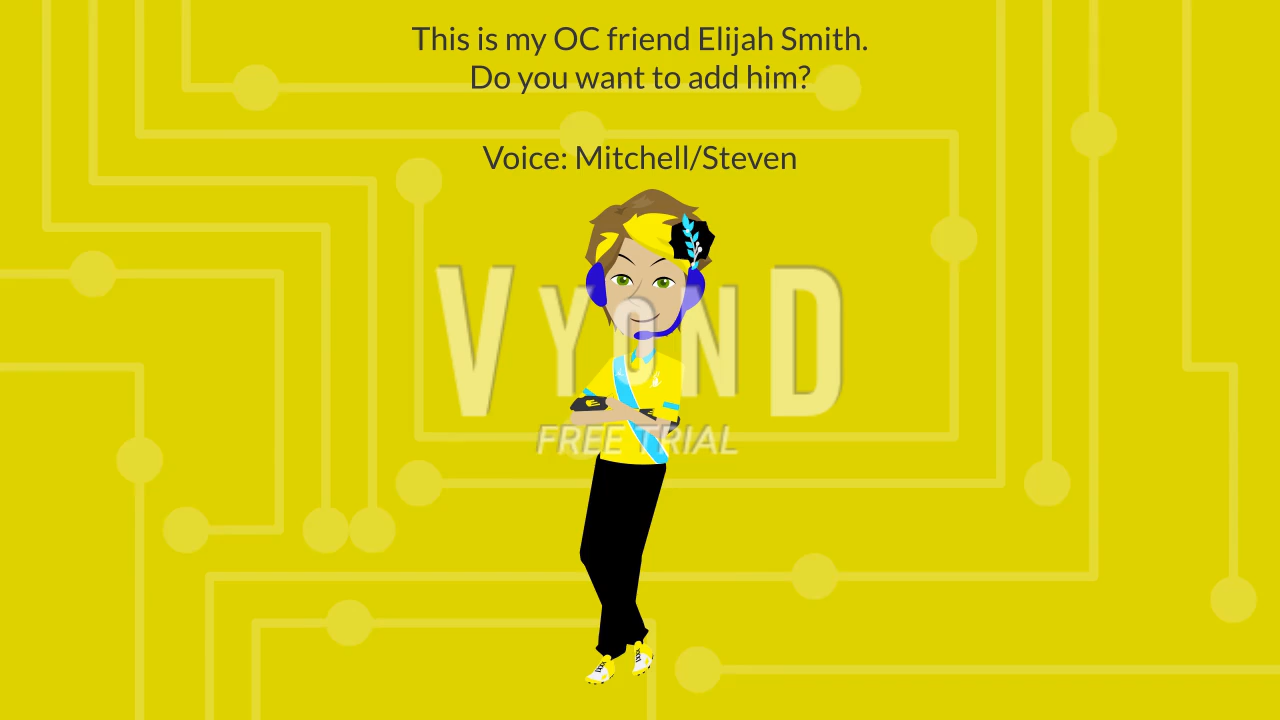 This is my OC friend Elijah Smith.
Do you want to add him?
Voice: Mitchell/Steven
VYOND
FREE TRIAL